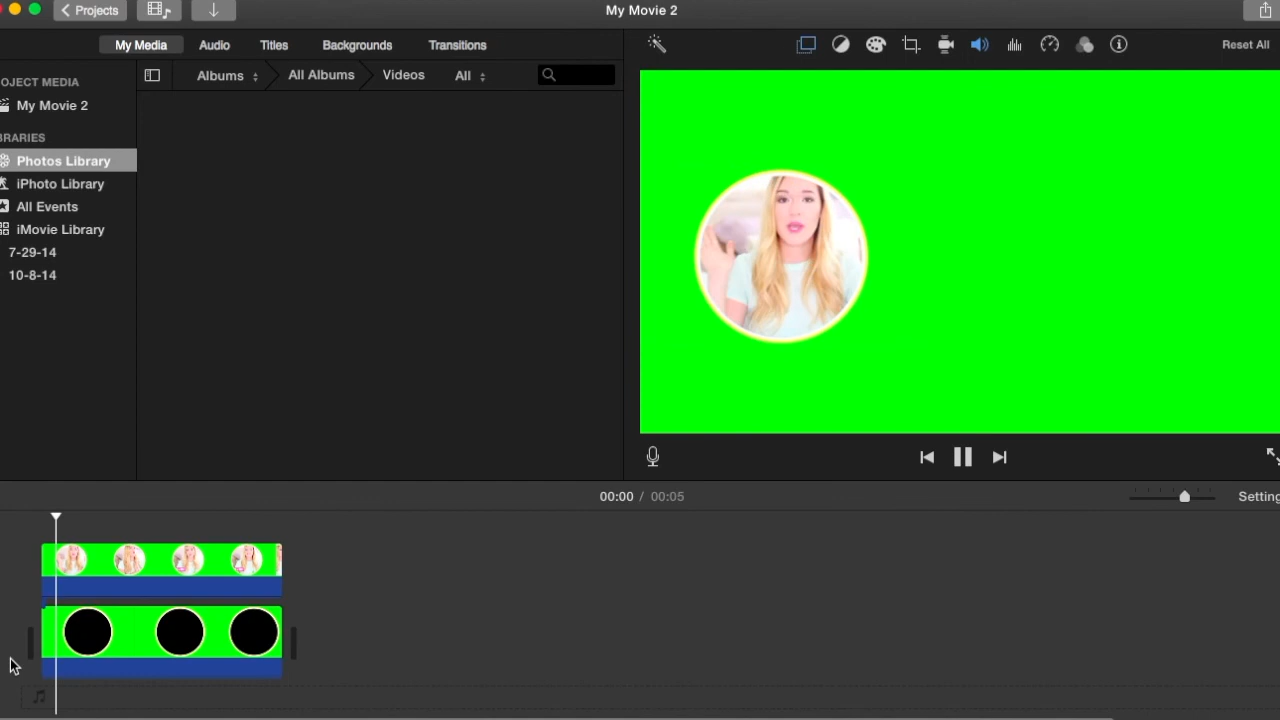 Projects
My Movie 2
My Media Audio Titles Backgrounds Transitions
Reset All
OJECT MEDIA
My Movie 2
BRARIES
Photos Library
iPhoto Library
All Events
iMovie Library
7-29-14
10-8-14
Albums All Albums Videos All
00:00 / 00:05
Setting